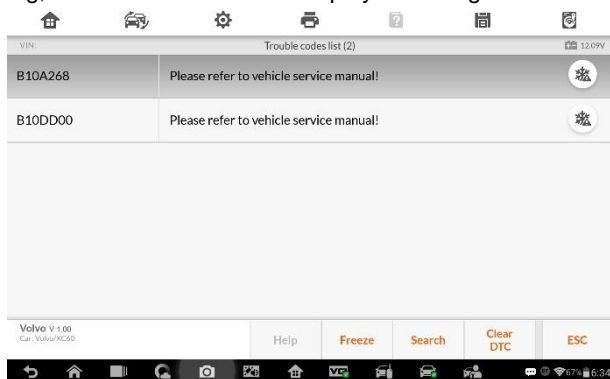 VIN:
Trouble codes list (2)
12.09V
B10A268
Please refer to vehicle service manual!
B10DD00
Please refer to vehicle service manual!
Volvo V 1.00
Car: Volvo/XC60
Help
Freeze
Search
Clear
DTC
ESC
67%
6:34